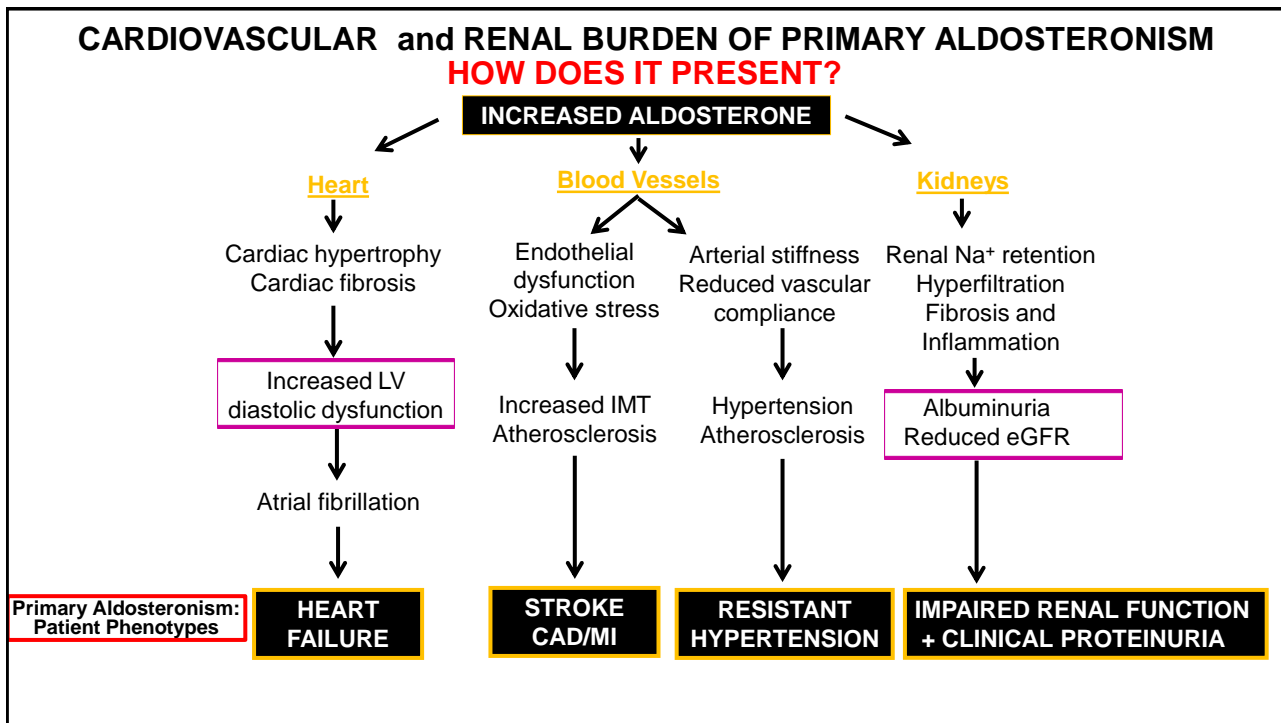 CARDIOVASCULAR and RENAL BURDEN OF PRIMARY ALDOSTERONISM
HOW DOES IT PRESENT?
INCREASED ALDOSTERONE
Heart
Cardiac hypertrophy
Cardiac fibrosis
Increased LV
diastolic dysfunction
Atrial fibrillation
HEART
FAILURE
Blood Vessels
Endothelial
dysfunction
Oxidative stress
Increased IMT
Atherosclerosis
STROKE
CAD/MI
Arterial stiffness
Reduced vascular
compliance
Hypertension
Atherosclerosis
RESISTANT
HYPERTENSION
Kidneys
Renal Na⁺ retention
Hyperfiltration
Fibrosis and
Inflammation
Albuminuria
Reduced eGFR
IMPAIRED RENAL FUNCTION
+ CLINICAL PROTEINURIA
Primary Aldosteronism:
Patient Phenotypes